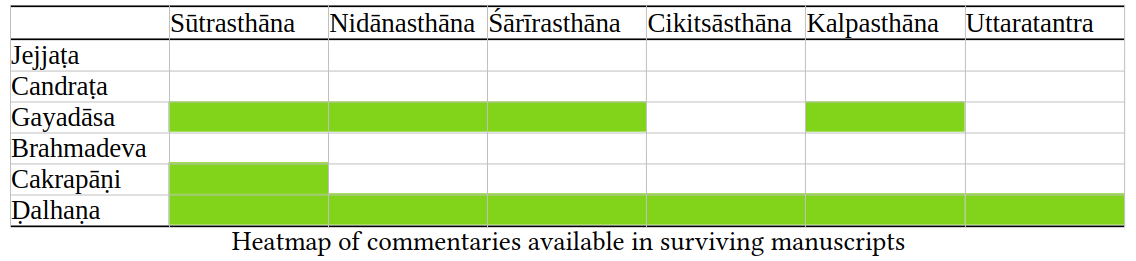 Sūtrasthāna Nidānasthāna Śārīrasthāna Cikitsāsthāna Kalpasthāna Uttaratantra
Jejjaṭa
Candraṭa
Gayadāsa
Brahmadeva
Cakrapāṇi
Ḍalhaṇa
Heatmap of commentaries available in surviving manuscripts